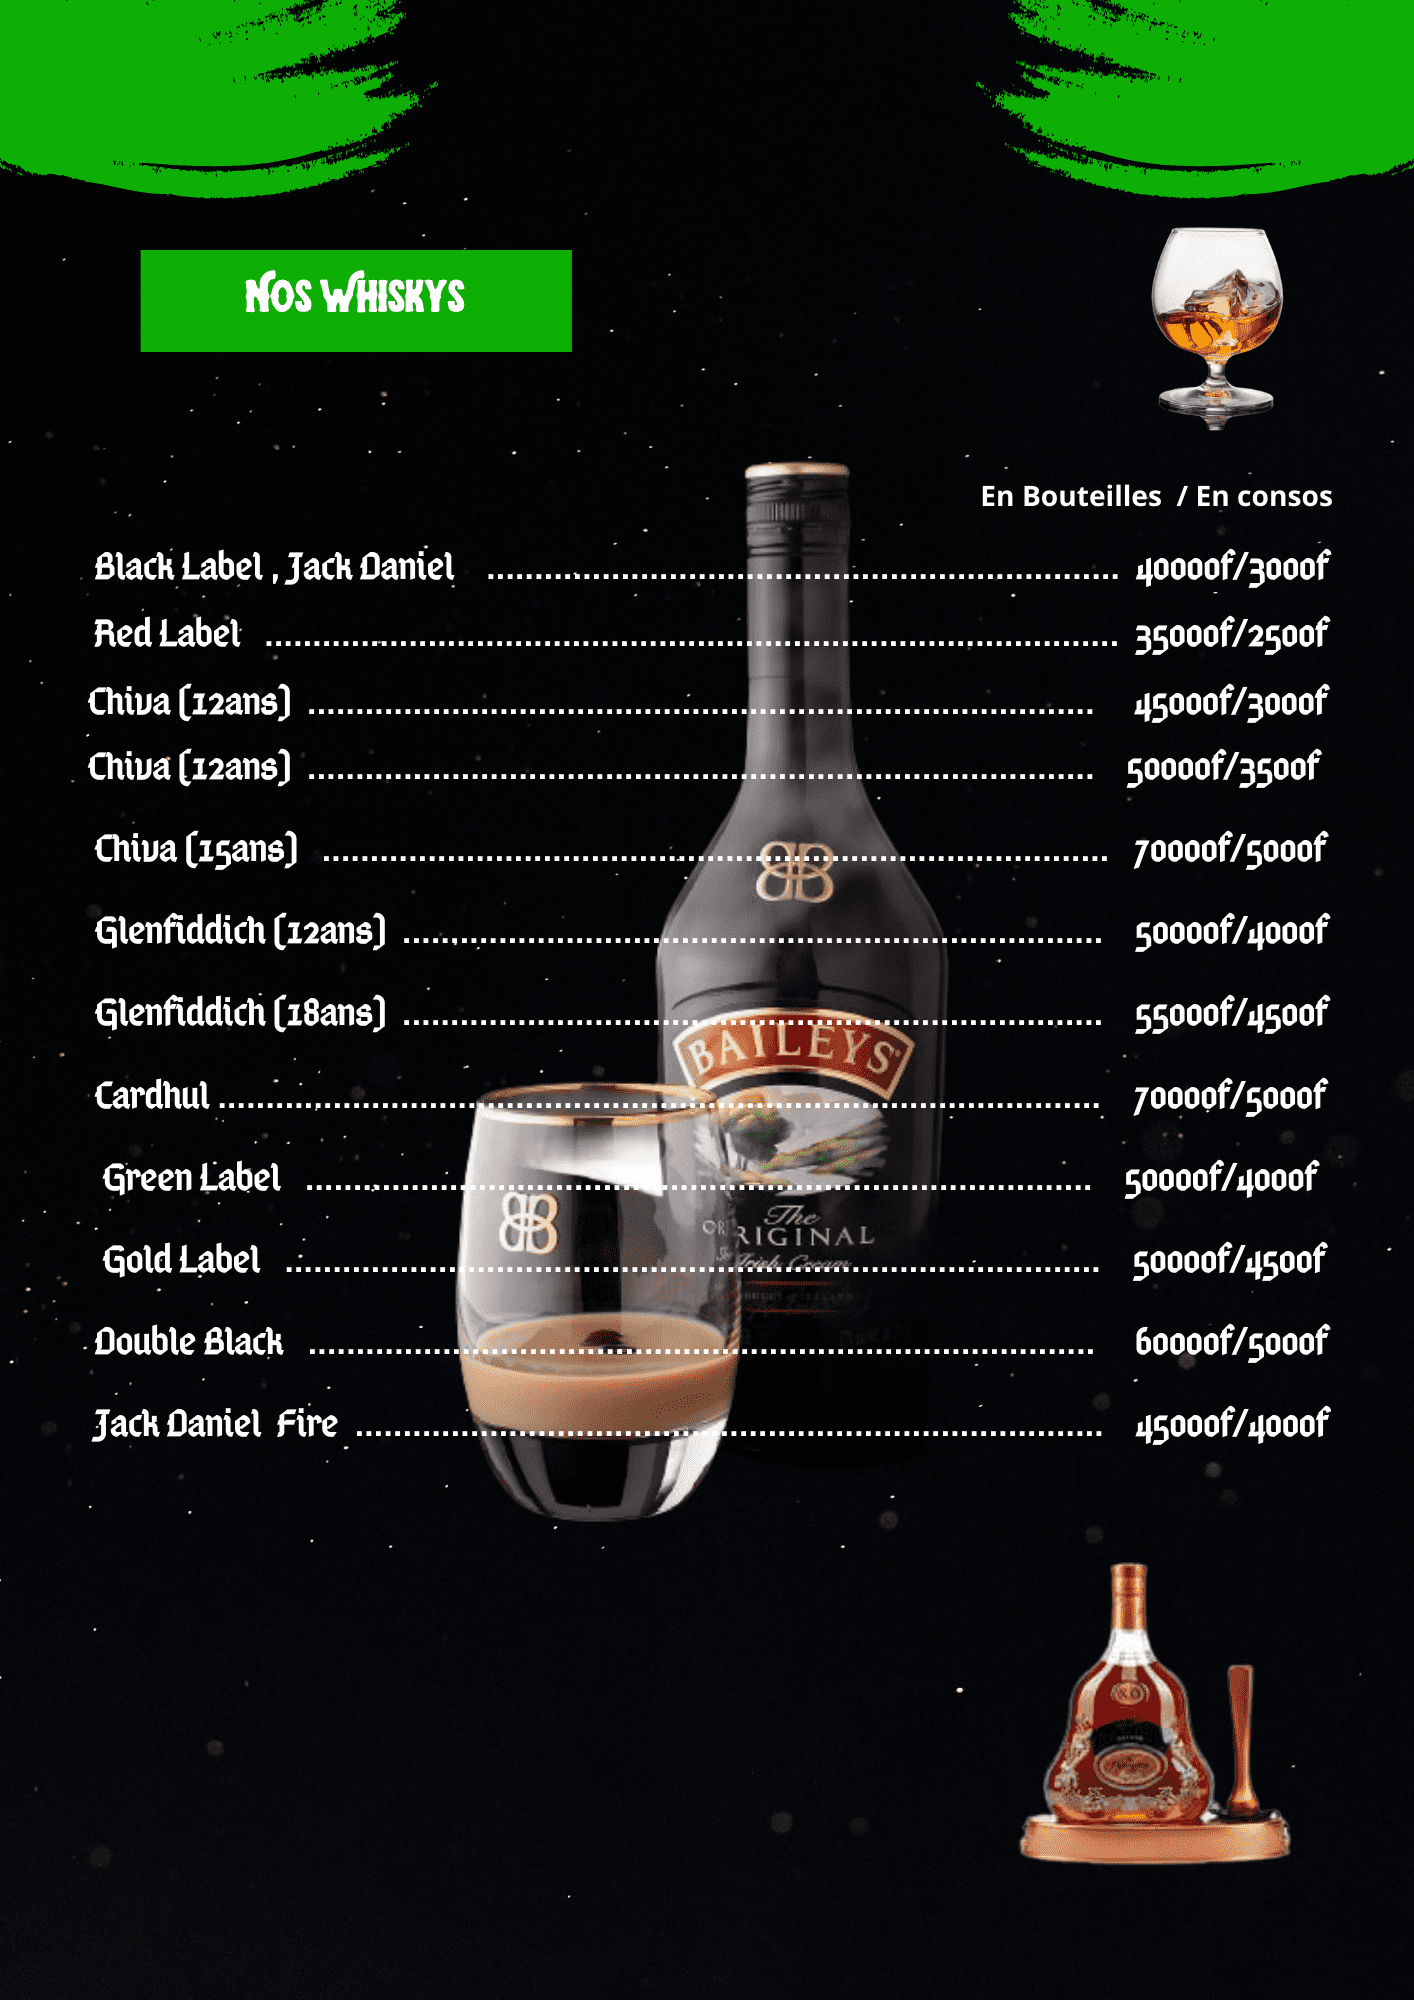 Nos Whiskys
En Bouteilles / En consos
Black Label , Jack Daniel ................................................................ 40000f/3000f
Red Label ................................................................ 35000f/2500f
Chiva (12ans) ................................................................ 45000f/3000f
Chiva (12ans) ................................................................ 50000f/3500f
Chiva (15ans) ................................................................ 70000f/5000f
Glenfiddich (12ans) ................................................................ 50000f/4000f
Glenfiddich (18ans) ................................................................ 55000f/4500f
BAILEYS
Cardhul ................................................................ 70000f/5000f
Green Label ................................................................ 50000f/4000f
The
ORIGINAL
Irish Cream
Gold Label ................................................................ 50000f/4500f
Double Black ................................................................ 60000f/5000f
Jack Daniel Fire ................................................................ 45000f/4000f